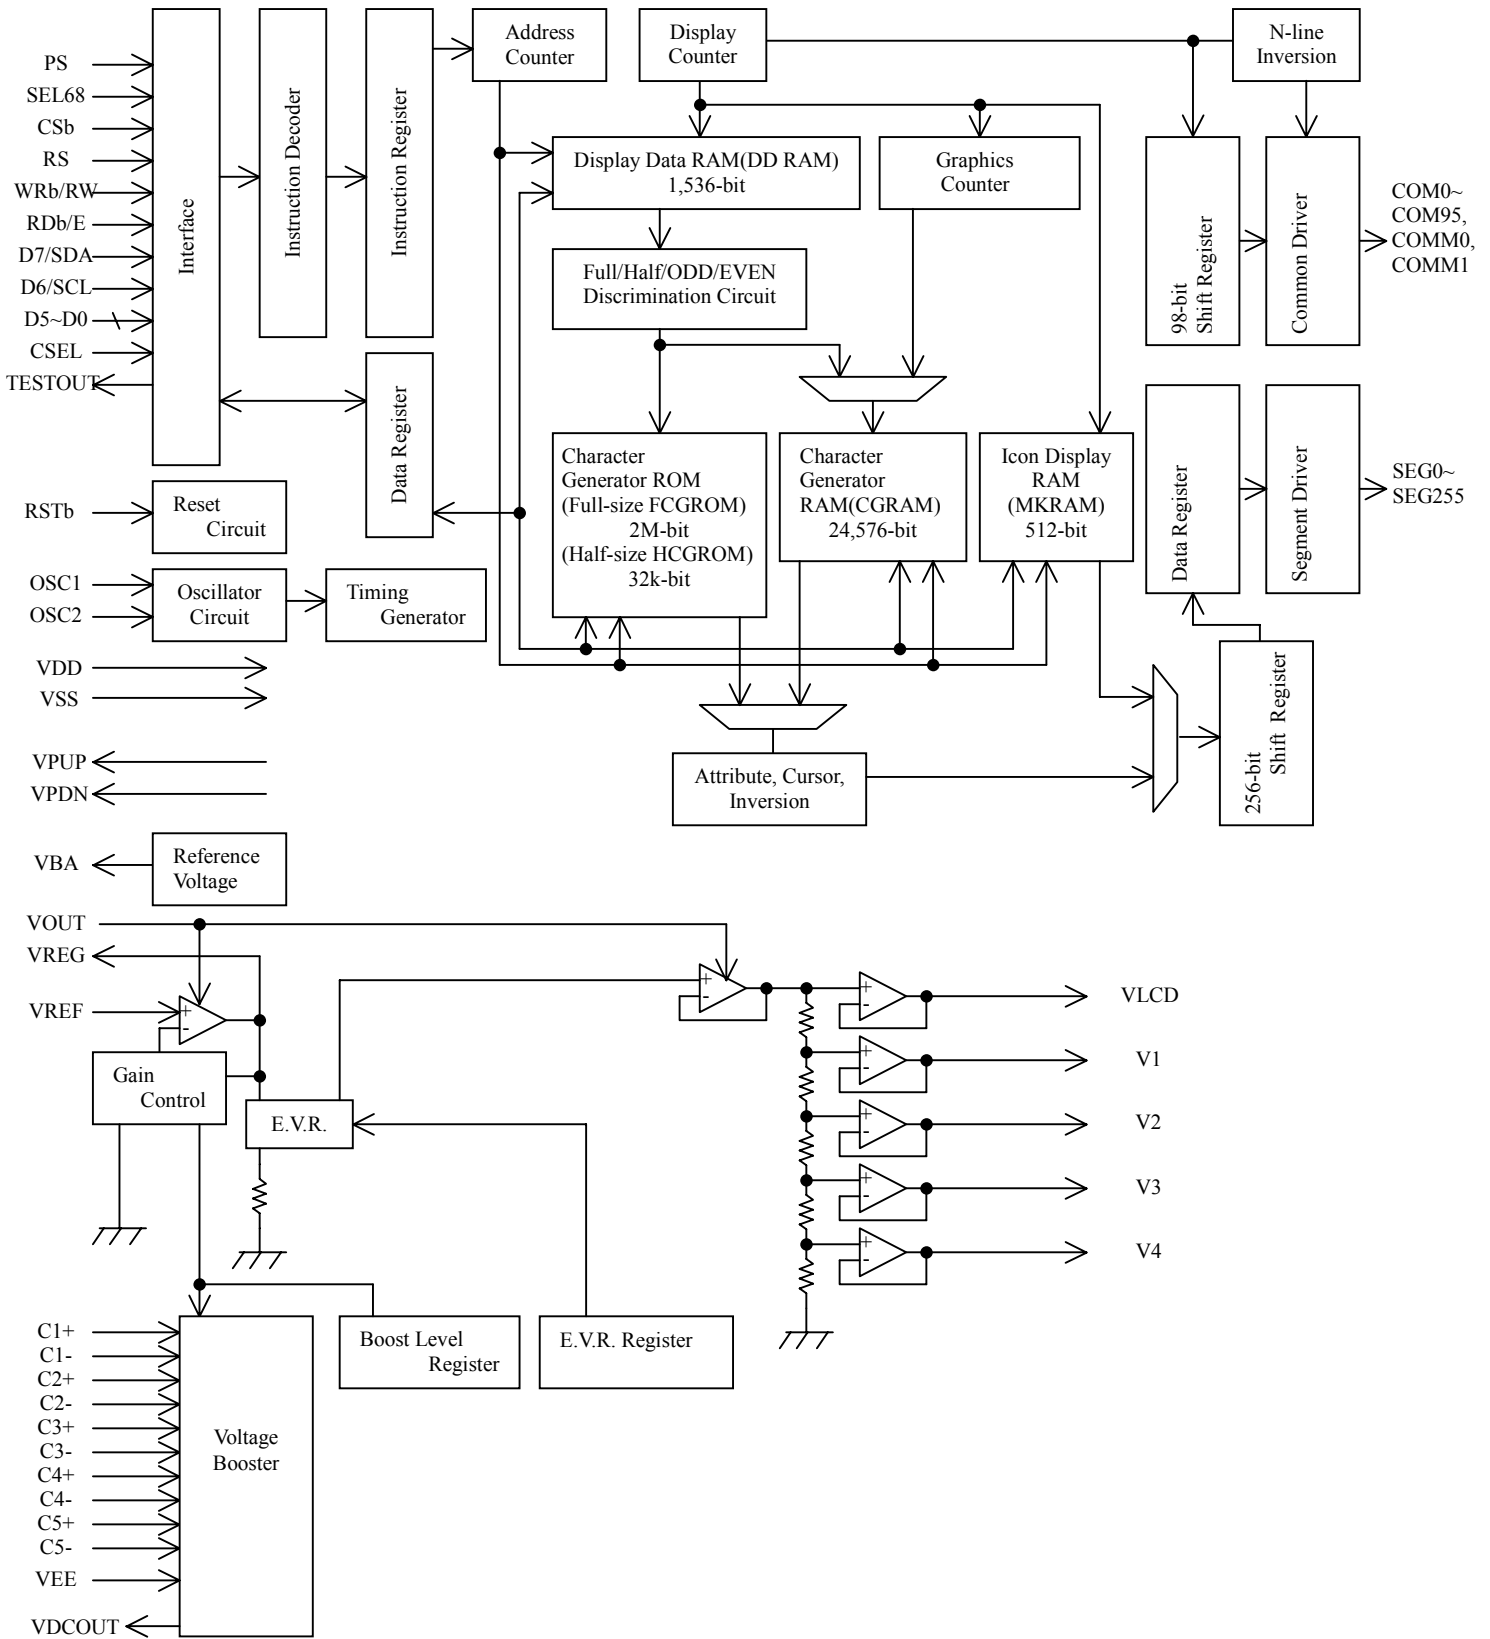 PS
SEL68
CSb
RS
WRb/RW
RDb/E
D7/SDA
D6/SCL
D5~D0
CSEL
TESTOUT
Interface
Instruction Decoder
Instruction Register
Data Register
Address
Counter
Display
Counter
N-line
Inversion
Display Data RAM(DD RAM)
1,536-bit
Graphics
Counter
Full/Half/ODD/EVEN
Discrimination Circuit
98-bit
Shift Register
Common Driver
COM0~
COM95,
COMM0,
COMM1
Character
Generator ROM
(Full-size FCGROM)
2M-bit
(Half-size HCGROM)
32k-bit
Character
Generator
RAM(CGRAM)
24,576-bit
Icon Display
RAM
(MKRAM)
512-bit
Data Register
Segment Driver
SEG0~
SEG255
RSTb
Reset
Circuit
OSC1
OSC2
Oscillator
Circuit
Timing
Generator
VDD
VSS
VPUP
VPDN
Attribute, Cursor,
Inversion
256-bit
Shift Register
VBA
Reference
Voltage
VOUT
VREG
VREF
+
-
Gain
Control
E.V.R.
+
-
+
-
VLCD
+
-
V1
+
-
V2
+
-
V3
+
-
V4
Boost Level
Register
E.V.R. Register
C1+
C1-
C2+
C2-
C3+
C3-
C4+
C4-
C5+
C5-
VEE
VDCOUT
Voltage
Booster